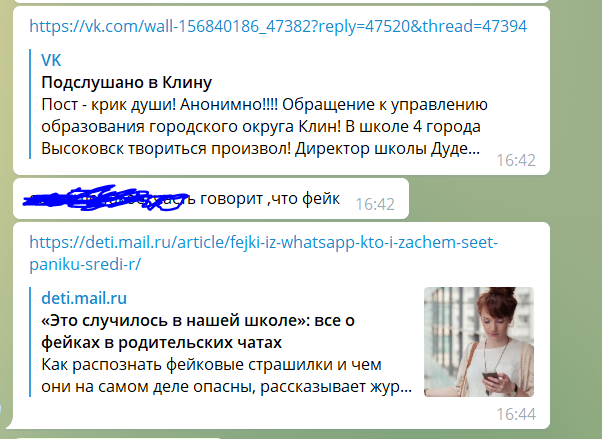 https://vk.com/wall-156840186_47382?reply=47520&thread=47394
VK
Подслушано в Клину
Пост - крик души! Анонимно!!!! Обращение к управлению
образования городского округа Клин! В школе 4 города
Высоковск твориться произвол! Директор школы Дуде...
16:42
говорит ,что фейк
16:42
https://deti.mail.ru/article/fejki-iz-whatsapp-kto-i-zachem-seet-
paniku-sredi-r/
deti.mail.ru
«Это случилось в нашей школе»: все о
фейках в родительских чатах
Как распознать фейковые страшилки и чем
они на самом деле опасны, рассказывает жур...
16:44